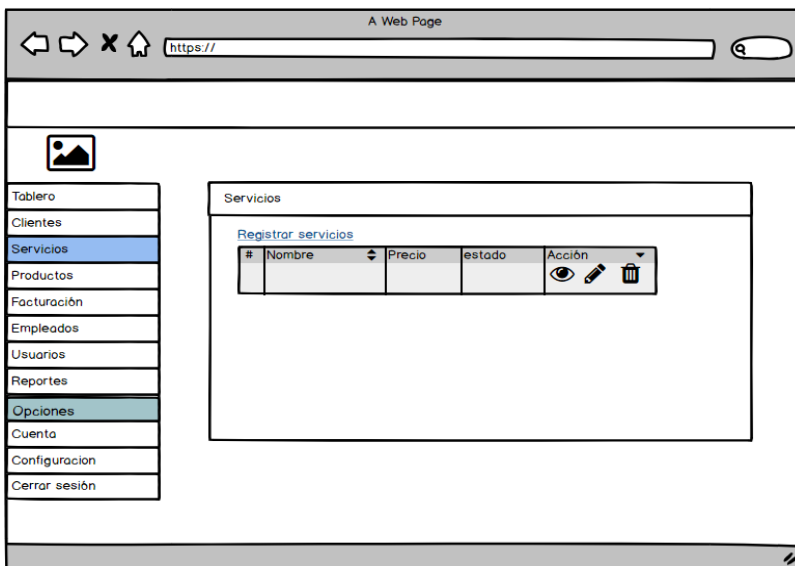 A Web Page
https://
Tablero
Clientes
Servicios
Productos
Facturación
Empleados
Usuarios
Reportes
Opciones
Cuenta
Configuracion
Cerrar sesión
Servicios
Registrar servicios
# Nombre Precio estado Acción